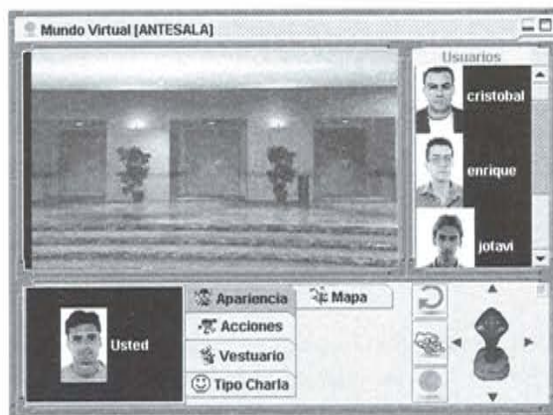 Mundo Virtual [ANTESALA]
Usuarios
cristobal
enrique
jotavi
Usted
Apariencia
Mapa
Acciones
Vestuario
Tipo Charla